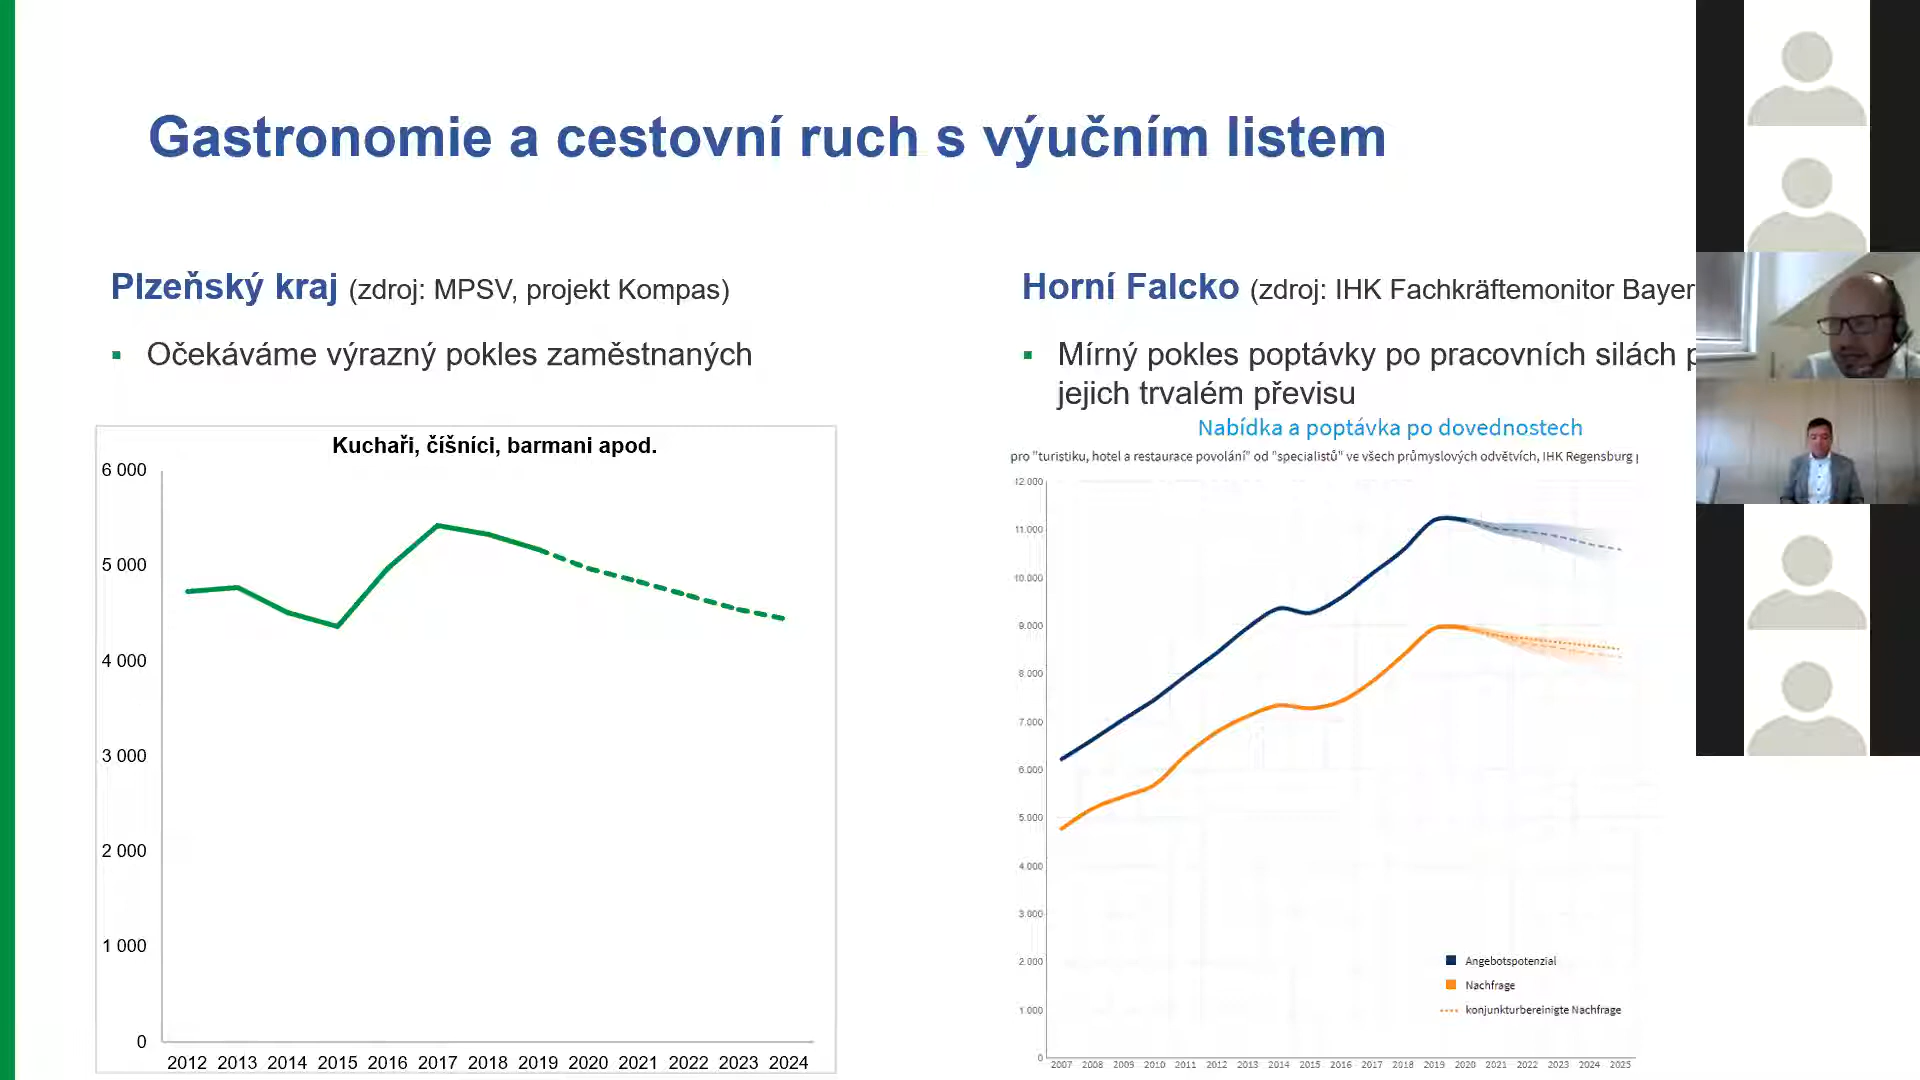 Gastronomie a cestovní ruch s výučním listem
Plzeňský kraj (zdroj: MPSV, projekt Kompas)
▪ Očekáváme výrazný pokles zaměstnaných
Kuchaři, číšníci, barmani apod.
6 000
5 000
4 000
3 000
2 000
1 000
0
2012 2013 2014 2015 2016 2017 2018 2019 2020 2021 2022 2023 2024
Horní Falcko (zdroj: IHK Fachkräftemonitor Bayer
▪ Mírný pokles poptávky po pracovních silách p
jejich trvalém převisu
Nabídka a poptávka po dovednostech
pro "turistiku, hotel a restaurace povolání" od "specialistů" ve všech průmyslových odvětvích, IHK Regensburg
12.000
11.000
10.000
9.000
8.000
7.000
6.000
5.000
4.000
3.000
2.000
1.000
0
Angebotspotenzial
Nachfrage
konjunkturbereinigte Nachfrage
2007 2008 2009 2010 2011 2012 2013 2014 2015 2016 2017 2018 2019 2020 2021 2022 2023 2024 2025